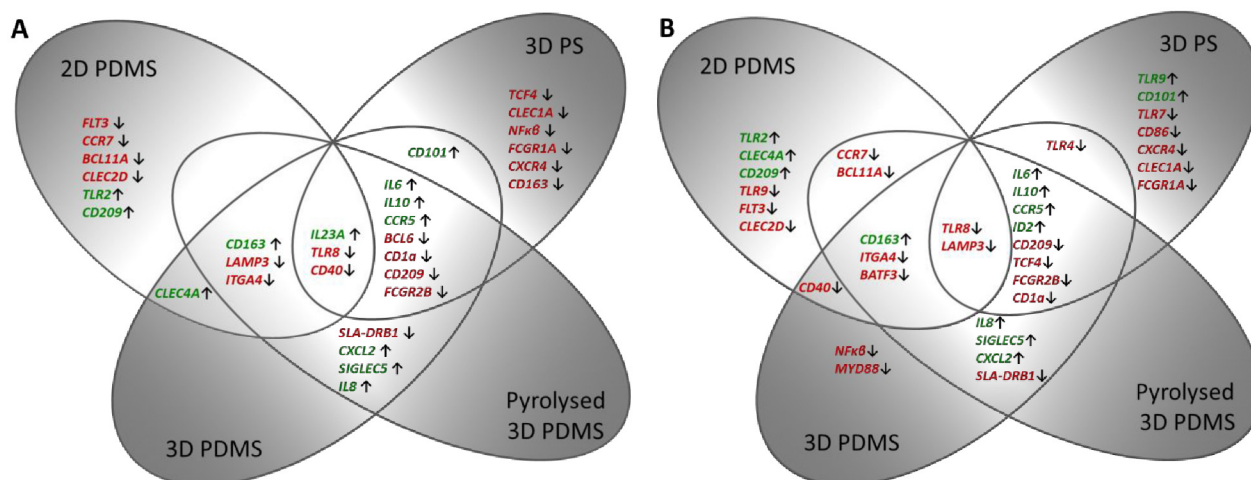 A
2D PDMS
3D PS
FLT3 ↓
CCR7 ↓
BCL11A ↓
CLEC2D ↓
TLR2 ↑
CD209 ↑
TCF4 ↓
CLEC1A ↓
NFκβ ↓
FCGR1A ↓
CXCR4 ↓
CD163 ↓
CD101 ↑
IL6 ↑
IL10 ↑
CCR5 ↑
BCL6 ↓
CD1a ↓
CD209 ↓
FCGR2B ↓
CD163 ↑
LAMP3 ↓
ITGA4 ↓
IL23A ↑
TLR8 ↓
CD40 ↓
CLEC4A ↑
SLA-DRB1 ↓
CXCL2 ↑
SIGLEC5 ↑
IL8 ↑
3D PDMS
Pyrolysed
3D PDMS
B
2D PDMS
3D PS
TLR2 ↑
CLEC4A ↑
CD209 ↑
TLR9 ↓
FLT3 ↓
CLEC2D ↓
CCR7 ↓
BCL11A ↓
TLR4 ↓
TLR9 ↑
CD101 ↑
TLR7 ↓
CD86 ↓
CXCR4 ↓
CLEC1A ↓
FCGR1A ↓
IL6 ↑
IL10 ↑
CCR5 ↑
ID2 ↑
CD209 ↓
TCF4 ↓
FCGR2B ↓
CD1a ↓
CD163 ↑
ITGA4 ↓
BATF3 ↓
TLR8 ↓
LAMP3 ↓
CD40 ↓
IL8 ↑
SIGLEC5 ↑
CXCL2 ↑
SLA-DRB1 ↓
NFκβ ↓
MYD88 ↓
3D PDMS
Pyrolysed
3D PDMS